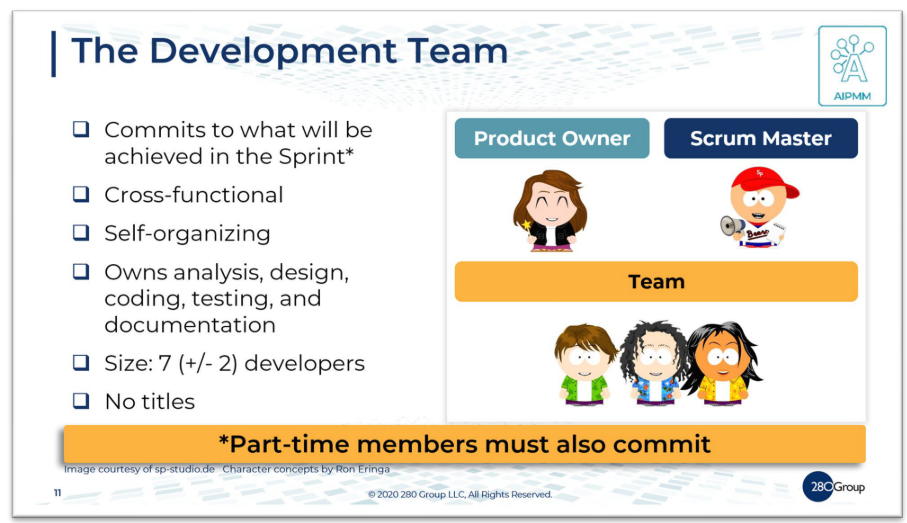 The Development Team
AIPMM
Commits to what will be
achieved in the Sprint*
Cross-functional
Self-organizing
Owns analysis, design,
coding, testing, and
documentation
Size: 7 (+/- 2) developers
No titles
Product Owner
Scrum Master
SP
Bears
Team
*Part-time members must also commit
Image courtesy of sp-studio.de Character concepts by Ron Eringa
11
© 2020 280 Group LLC, All Rights Reserved.
280Group